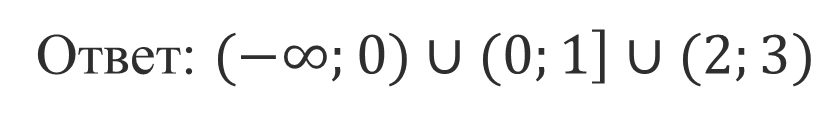 Ответ: (−∞; 0) ∪ (0; 1] ∪ (2; 3)